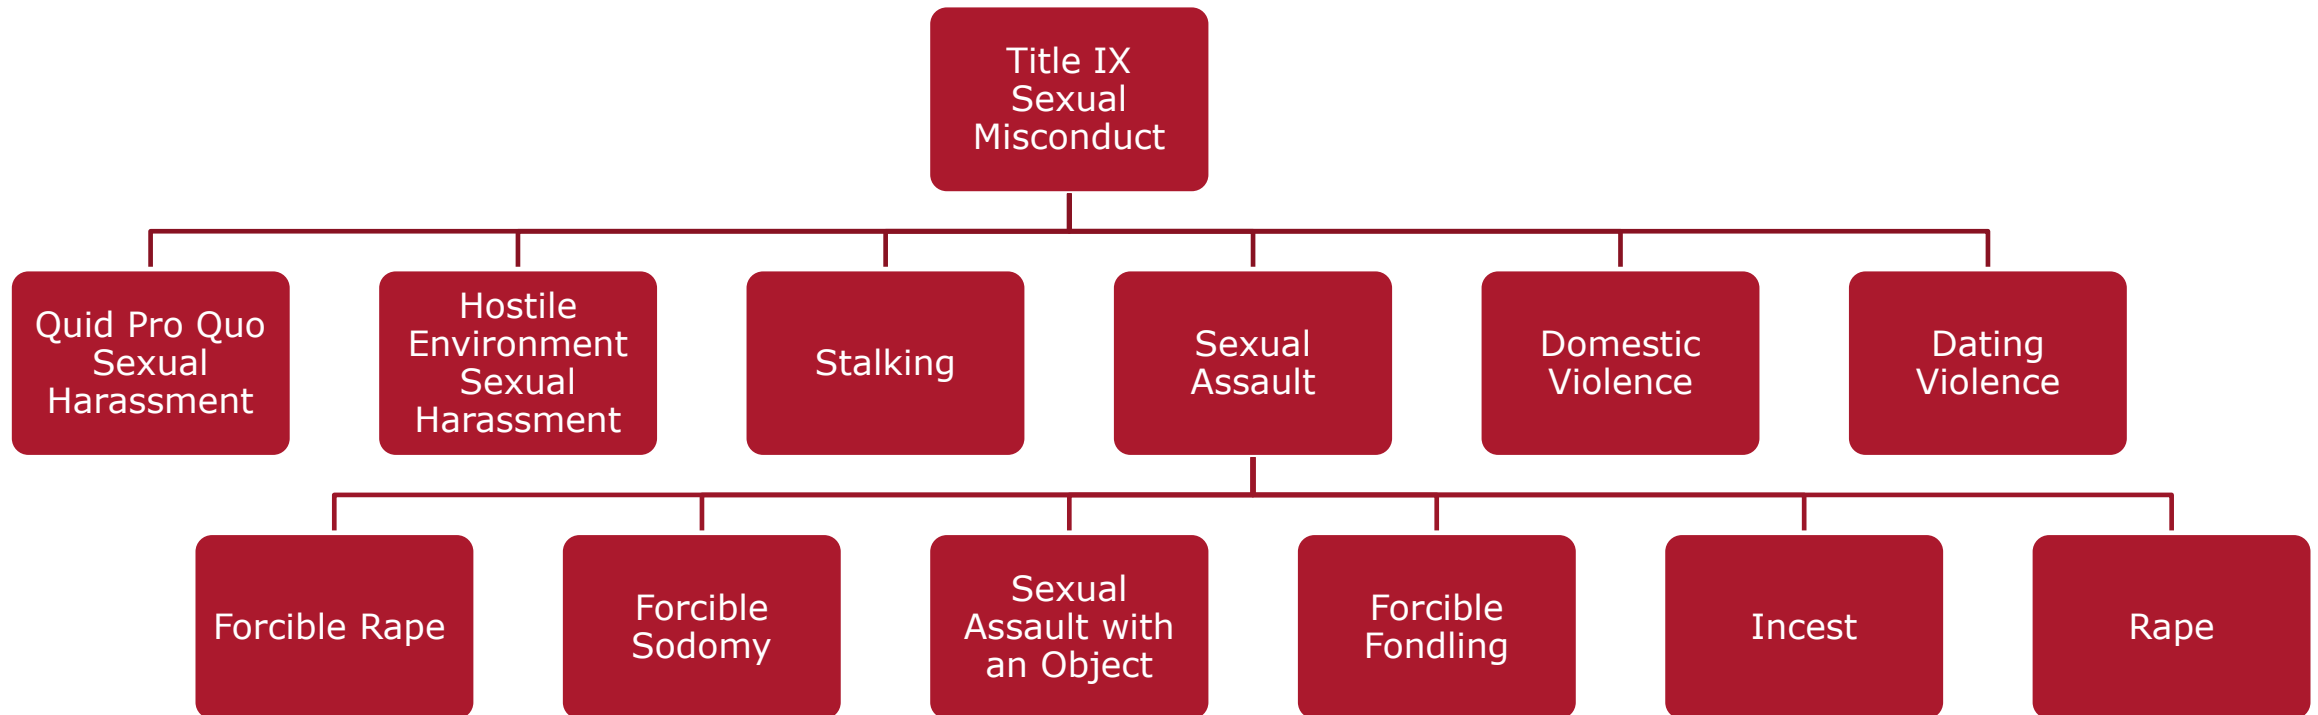 Title IX
Sexual
Misconduct
Quid Pro Quo
Sexual
Harassment
Hostile
Environment
Sexual
Harassment
Stalking
Sexual
Assault
Domestic
Violence
Dating
Violence
Forcible Rape
Forcible
Sodomy
Sexual
Assault with
an Object
Forcible
Fondling
Incest
Rape